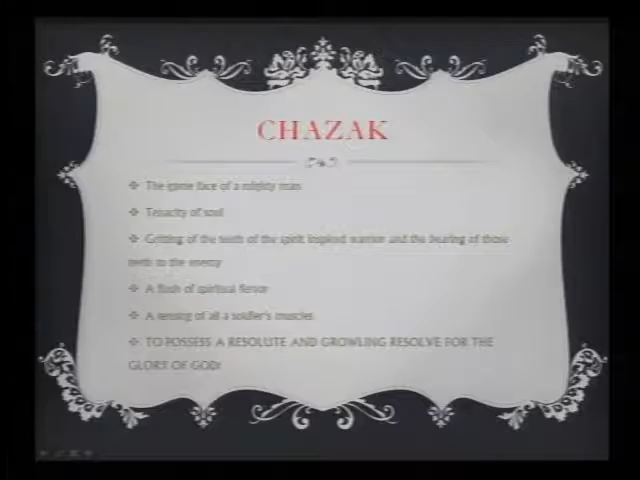 CHAZAK
The game face of a mighty man
Tenacity of soul
Gritting of the teeth of the spirit inspired warrior and the bearing of those
teeth to the enemy
A flush of spiritual fervor
A tensing of all a soldier's muscles
TO POSSESS A RESOLUTE AND GROWLING RESOLVE FOR THE
GLORY OF GOD!